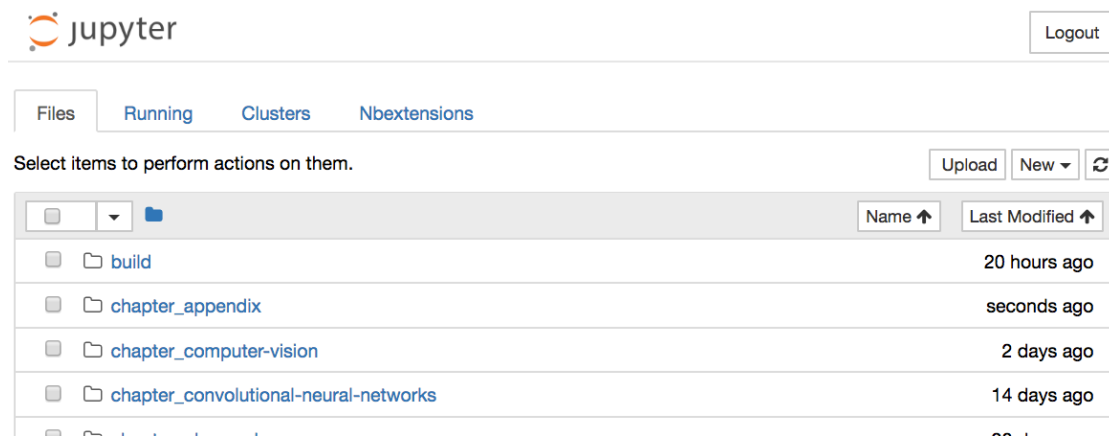 jupyter
Logout
Files Running Clusters Nbextensions
Select items to perform actions on them.
Upload New
Name Last Modified
build 20 hours ago
chapter_appendix seconds ago
chapter_computer-vision 2 days ago
chapter_convolutional-neural-networks 14 days ago